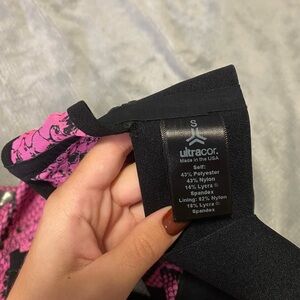 S
ultracor.
Made in the USA
Self:
43% Polyester
43% Nylon
14% Lycra ®
Spandex
Lining: 82% Nylon
18% Lycra ®
Spandex